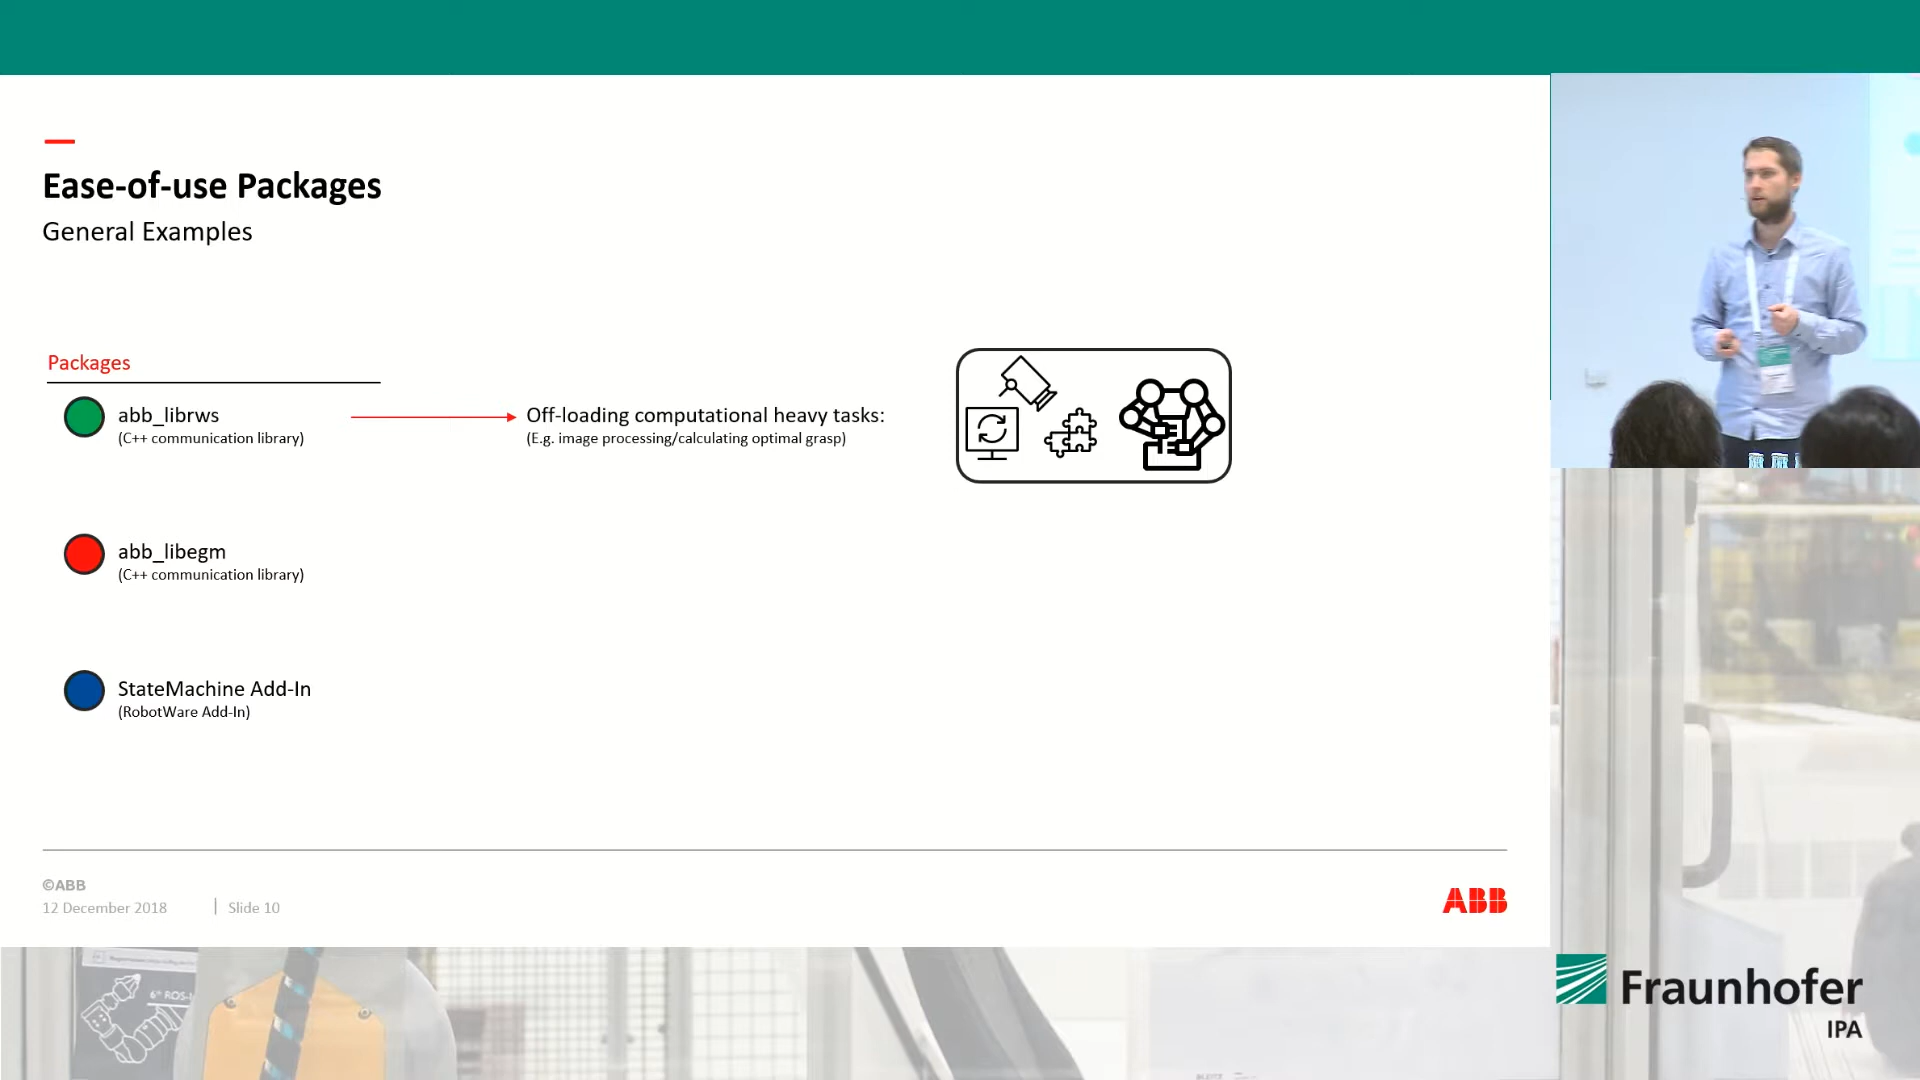 Ease-of-use Packages
General Examples
Packages
abb_librws
(C++ communication library)
Off-loading computational heavy tasks:
(E.g. image processing/calculating optimal grasp)
abb_libegm
(C++ communication library)
StateMachine Add-In
(RobotWare Add-In)
©ABB
12 December 2018 | Slide 10
ABB
6th ROS-I
Fraunhofer
IPA